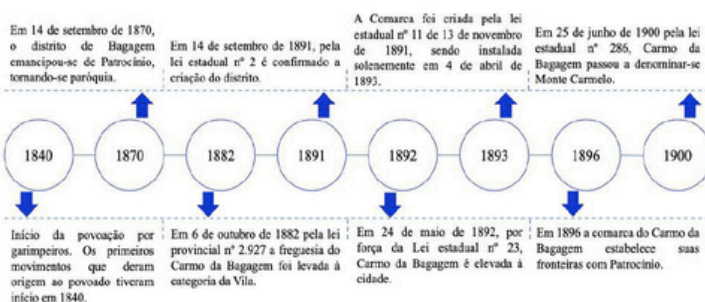 Em 14 de setembro de 1870,
o distrito de Bagagem
emancipou-se de Patrocínio,
tornando-se paróquia.
Em 14 de setembro de 1891, pela
lei estadual nº 2 é confirmado a
criação do distrito.
A Comarca foi criada pela lei
estadual nº 11 de 13 de novembro
de 1891, sendo instalada
solenemente em 4 de abril de
1893.
Em 25 de junho de 1900 pela lei
estadual nº 286, Carmo da
Bagagem passou a denominar-se
Monte Carmelo.
1840
1870
1882
1891
1892
1893
1896
1900
Início da povoação por
garimpeiros. Os primeiros
movimentos que deram
origem ao povoado tiveram
início em 1840.
Em 6 de outubro de 1882 pela lei
provincial nº 2.927 a freguesia do
Carmo da Bagagem foi levada à
categoria da Vila.
Em 24 de maio de 1892, por
força da Lei estadual nº 23,
Carmo da Bagagem é elevada à
cidade.
Em 1896 a comarca do Carmo da
Bagagem estabelece suas
fronteiras com Patrocínio.